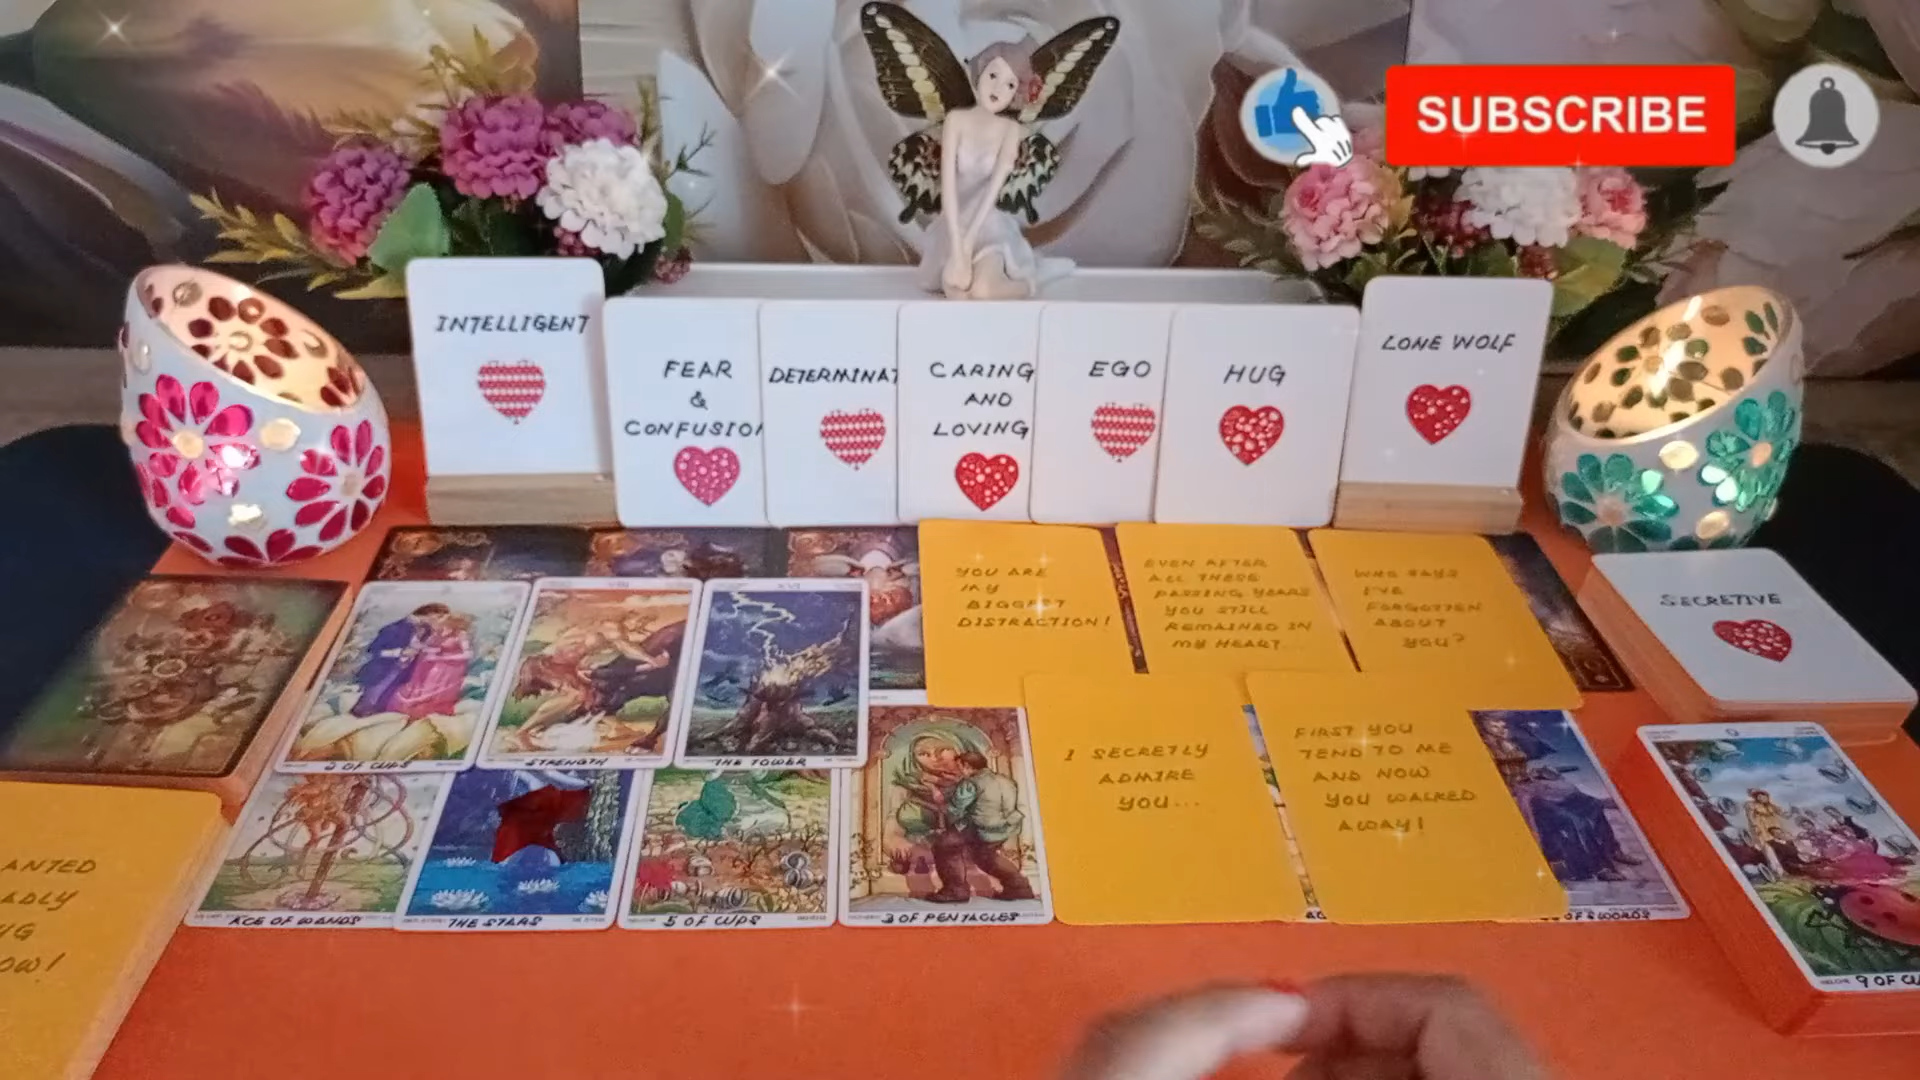 SUBSCRIBE
INTELLIGENT
FEAR
&
CONFUSION
DETERMINAT
CARING
AND
LOVING
EGO
HUG
LONE WOLF
SECRETIVE
YOU ARE
MY
BIGGEST
DISTRACTION!
EVEN AFTER
ALL THESE
PASSING YEARS
YOU STILL
REMAINED IN
MY HEART...
WHO SAYS
I'VE
FORGOTTEN
ABOUT
YOU?
I SECRETLY
ADMIRE
YOU...
FIRST YOU
TEND TO ME
AND NOW
YOU WALKED
AWAY!
2 OF CUPS
STRENGTH
THE TOWER
ACE OF WANDS
THE STARS
5 OF CUPS
3 OF PENTACLES
OF SWORDS
9 OF CU
ANTED
ADLY
OW!